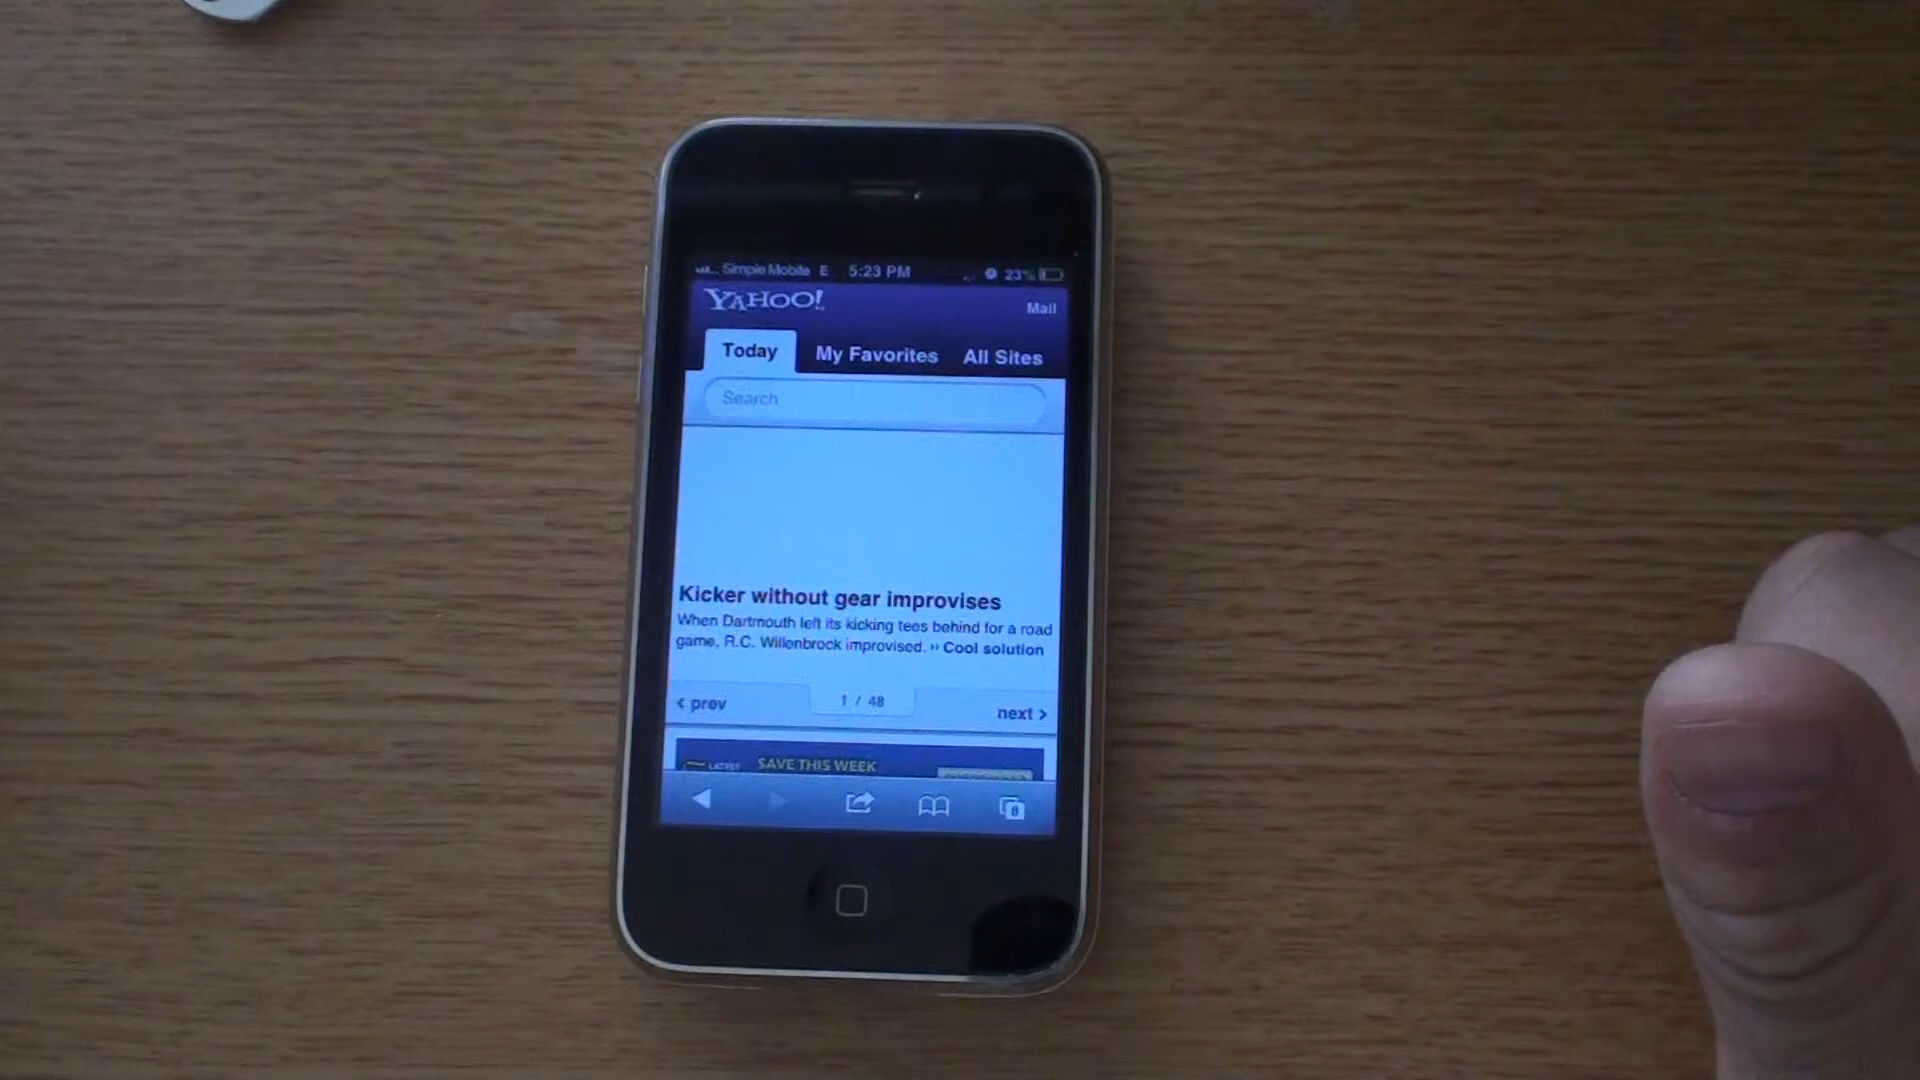 Simple Mobile E 5:23 PM 23%
YAHOO!
Mail
Today My Favorites All Sites
Search
Kicker without gear improvises
When Dartmouth left its kicking tees behind for a road
game, R.C. Willenbrock improvised. » Cool solution
‹ prev 1 / 48 next ›
LATEST SAVE THIS WEEK
8